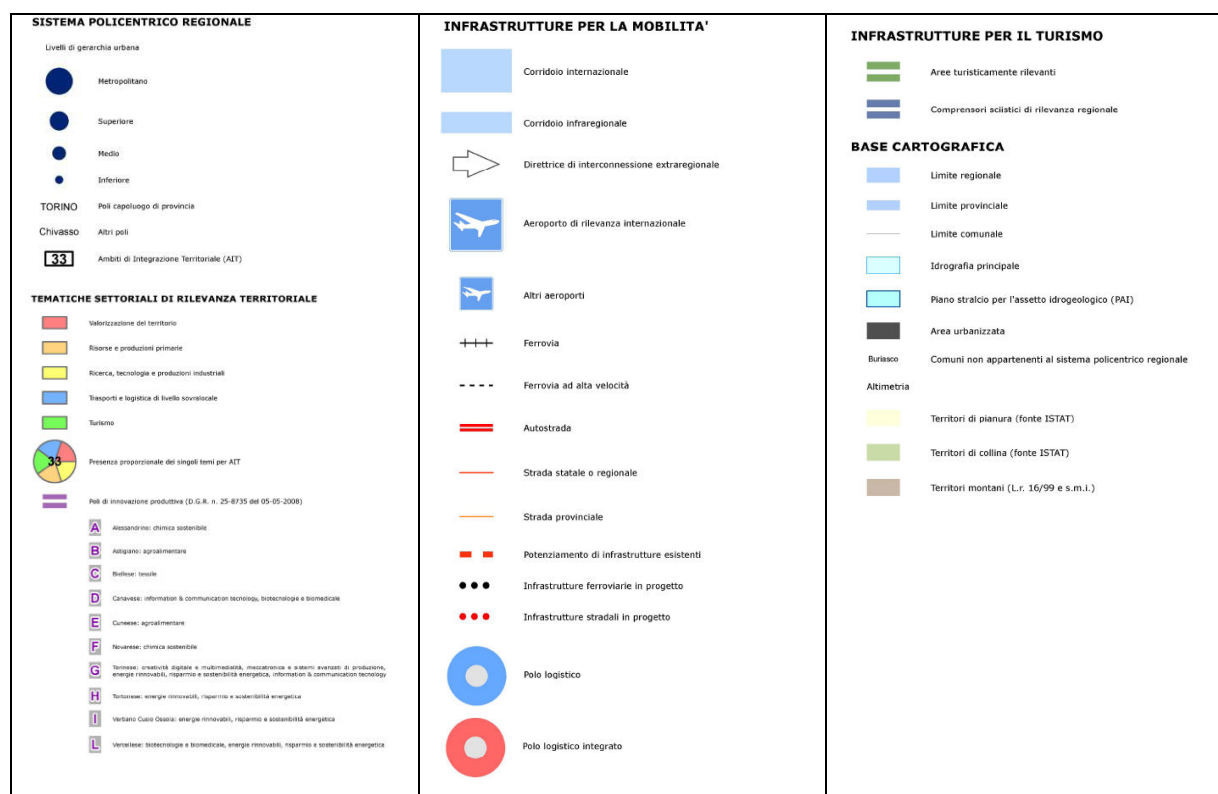 SISTEMA POLICENTRICO REGIONALE
Livelli di gerarchia urbana
Metropolitano
Superiore
Medio
Inferiore
TORINO Poli capoluogo di provincia
Chivasso Altri poli
33 Ambiti di Integrazione Territoriale (AIT)
TEMATICHE SETTORIALI DI RILEVANZA TERRITORIALE
Valorizzazione del territorio
Risorse e produzioni primarie
Ricerca, tecnologia e produzioni industriali
Trasporti e logistica di livello sovralocale
Turismo
33 Presenza proporzionale dei singoli temi per AIT
Poli di innovazione produttiva (D.G.R. n. 25-8735 del 05-05-2008)
A Alessandrino: chimica sostenibile
B Astigiano: agroalimentare
C Biellese: tessile
D Canavese: information & communication tecnology, biotecnologie e biomedicale
E Cuneese: agroalimentare
F Novarese: chimica sostenibile
G Torinese: creatività digitale e multimedialità, meccatronica e sistemi avanzati di produzione,
energie rinnovabili, risparmio e sostenibilità energetica, information & communication tecnology
H Tortonese: energie rinnovabili, risparmio e sostenibilità energetica
I Verbano Cusio Ossola: energie rinnovabili, risparmio e sostenibilità energetica
L Vercellese: biotecnologie e biomedicale, energie rinnovabili, risparmio e sostenibilità energetica
INFRASTRUTTURE PER LA MOBILITA'
Corridoio internazionale
Corridoio infraregionale
Direttrice di interconnessione extraregionale
Aeroporto di rilevanza internazionale
Altri aeroporti
Ferrovia
Ferrovia ad alta velocità
Autostrada
Strada statale o regionale
Strada provinciale
Potenziamento di infrastrutture esistenti
Infrastrutture ferroviarie in progetto
Infrastrutture stradali in progetto
Polo logistico
Polo logistico integrato
INFRASTRUTTURE PER IL TURISMO
Aree turisticamente rilevanti
Comprensori sciistici di rilevanza regionale
BASE CARTOGRAFICA
Limite regionale
Limite provinciale
Limite comunale
Idrografia principale
Piano stralcio per l'assetto idrogeologico (PAI)
Area urbanizzata
Buriasco Comuni non appartenenti al sistema policentrico regionale
Altimetria
Territori di pianura (fonte ISTAT)
Territori di collina (fonte ISTAT)
Territori montani (L.r. 16/99 e s.m.i.)